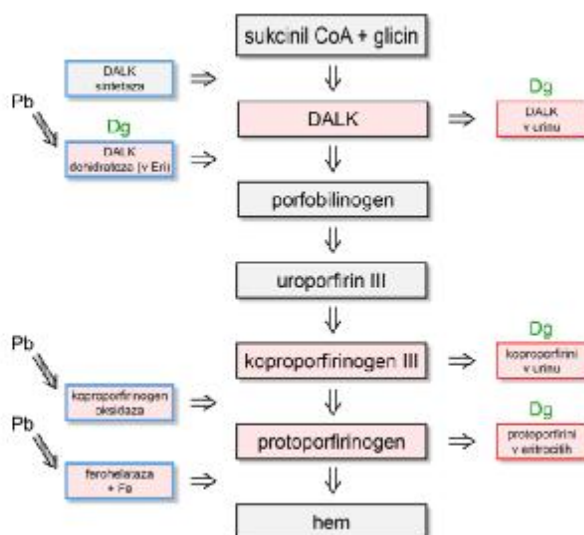 sukcinil CoA + glicin
DALK
sintetaza
Pb
Dg
DALK
dehidrataza (v Eri)
DALK
Dg
DALK
v urinu
porfobilinogen
uroporfirin III
Pb
koproporfirinogen
oksidaza
koproporfirinogen III
Dg
koproporfirini
v urinu
Pb
ferohelataza
+ Fe
protoporfirinogen
Dg
protoporfirini
v eritrocitih
hem